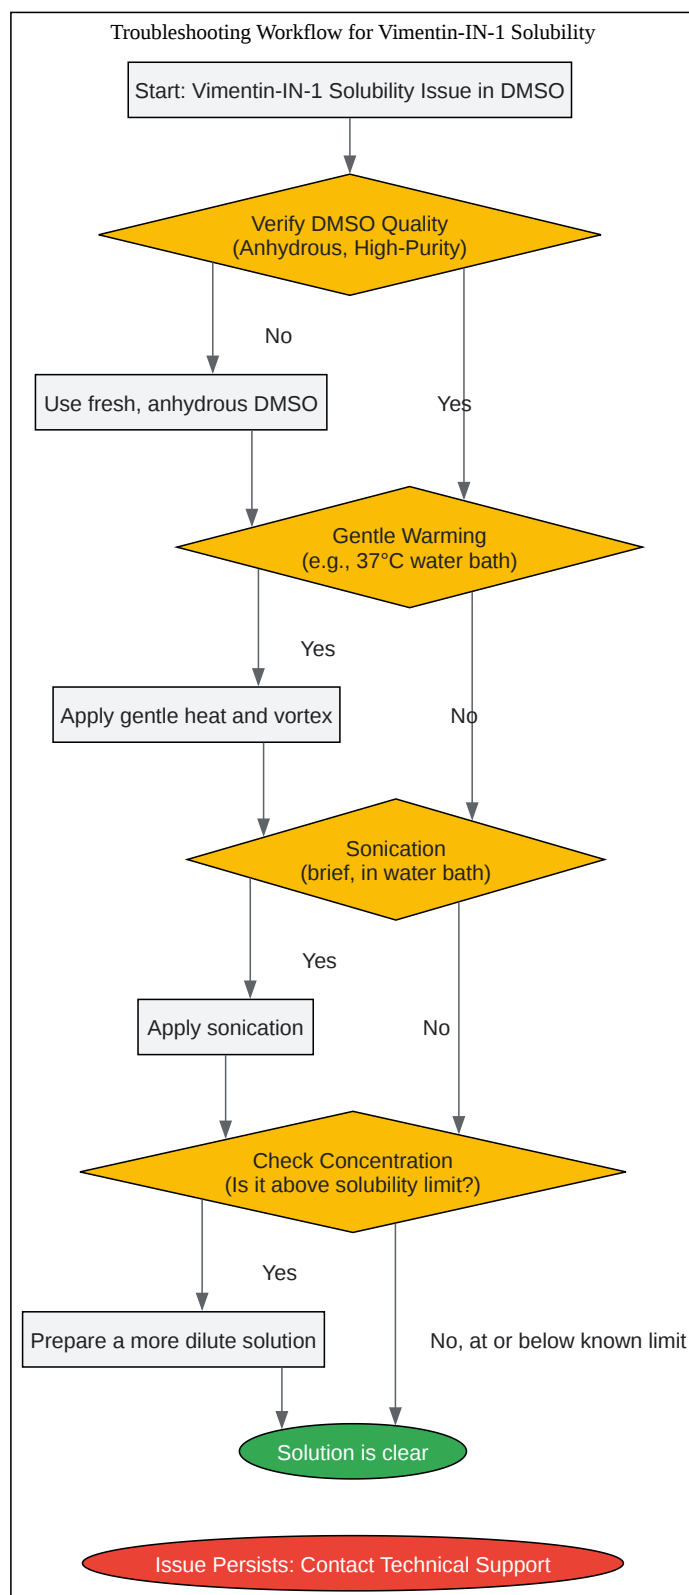 Troubleshooting Workflow for Vimentin-IN-1 Solubility
Start: Vimentin-IN-1 Solubility Issue in DMSO
Verify DMSO Quality
(Anhydrous, High-Purity)
No
Use fresh, anhydrous DMSO
Yes
Gentle Warming
(e.g., 37°C water bath)
Yes
Apply gentle heat and vortex
No
Sonication
(brief, in water bath)
Yes
Apply sonication
No
Check Concentration
(Is it above solubility limit?)
Yes
Prepare a more dilute solution
No, at or below known limit
Solution is clear
Issue Persists: Contact Technical Support